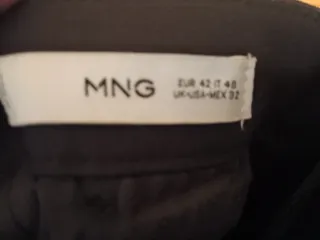 MNG
EUR 42 IT 48
UK-USA-MEX 32